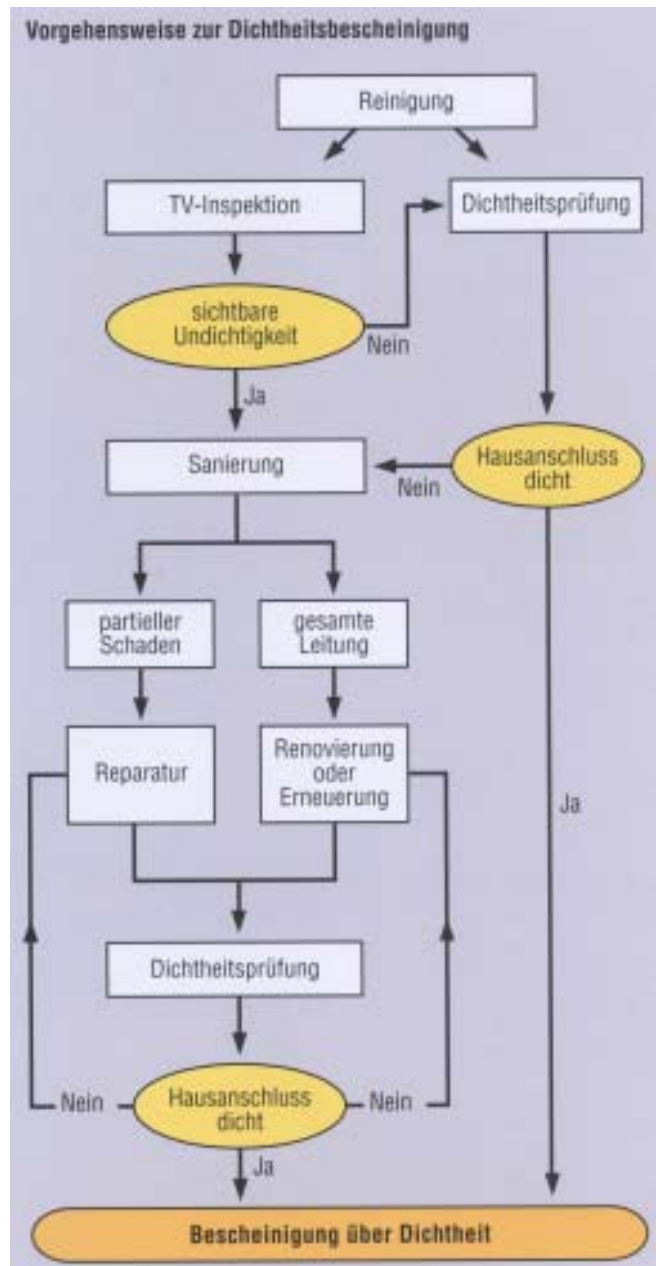 Vorgehensweise zur Dichtheitsbescheinigung
Reinigung
TV-Inspektion
Dichtheitsprüfung
sichtbare
Undichtigkeit
Nein
Ja
Sanierung
Nein
Hausanschluss
dicht
partieller
Schaden
gesamte
Leitung
Reparatur
Renovierung
oder
Erneuerung
Ja
Dichtheitsprüfung
Nein
Hausanschluss
dicht
Nein
Ja
Bescheinigung über Dichtheit